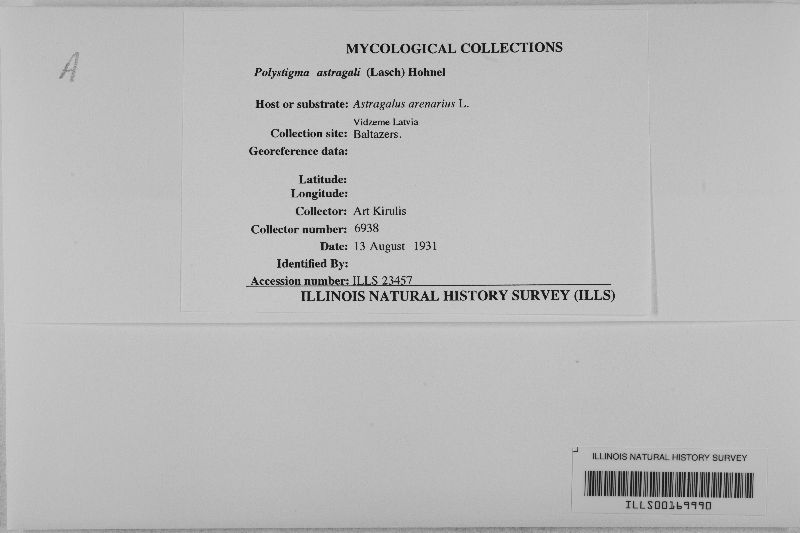 A
MYCOLOGICAL COLLECTIONS
Polystigma astragali (Lasch) Hohnel
Host or substrate: Astragalus arenarius L.
Vidzeme Latvia
Collection site: Baltazers.
Georeference data:
Latitude:
Longitude:
Collector: Art Kirulis
Collector number: 6938
Date: 13 August 1931
Identified By:
Accession number: ILLS 23457
ILLINOIS NATURAL HISTORY SURVEY (ILLS)
ILLINOIS NATURAL HISTORY SURVEY
ILLS00169990